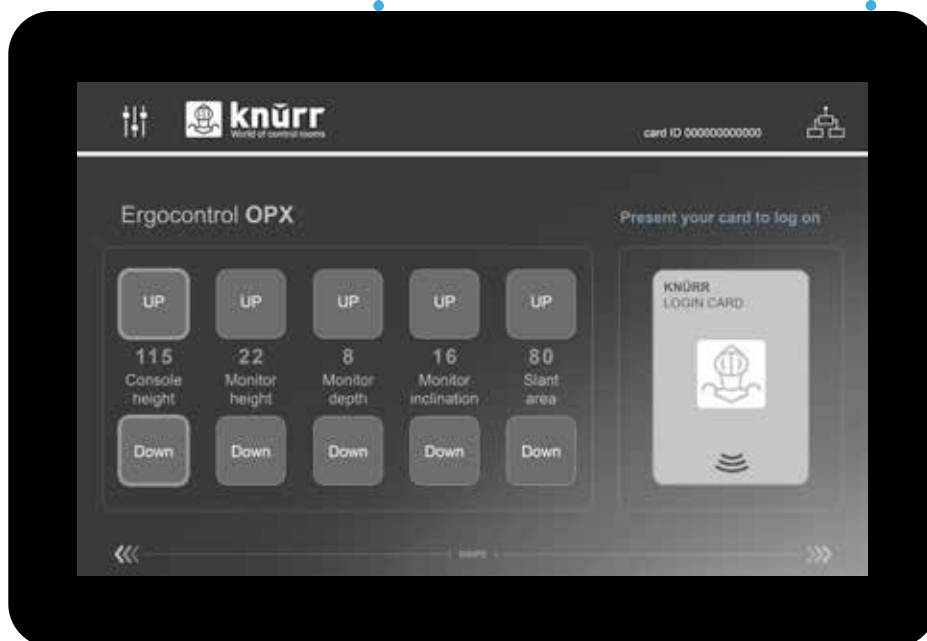 knürr
World of control rooms
card ID 000000000000
Ergocontrol OPX
Present your card to log on
UP UP UP UP UP
115 22 8 16 80
Console Monitor Monitor Monitor Slant
height height depth inclination area
Down Down Down Down Down
KNÜRR
LOGIN CARD